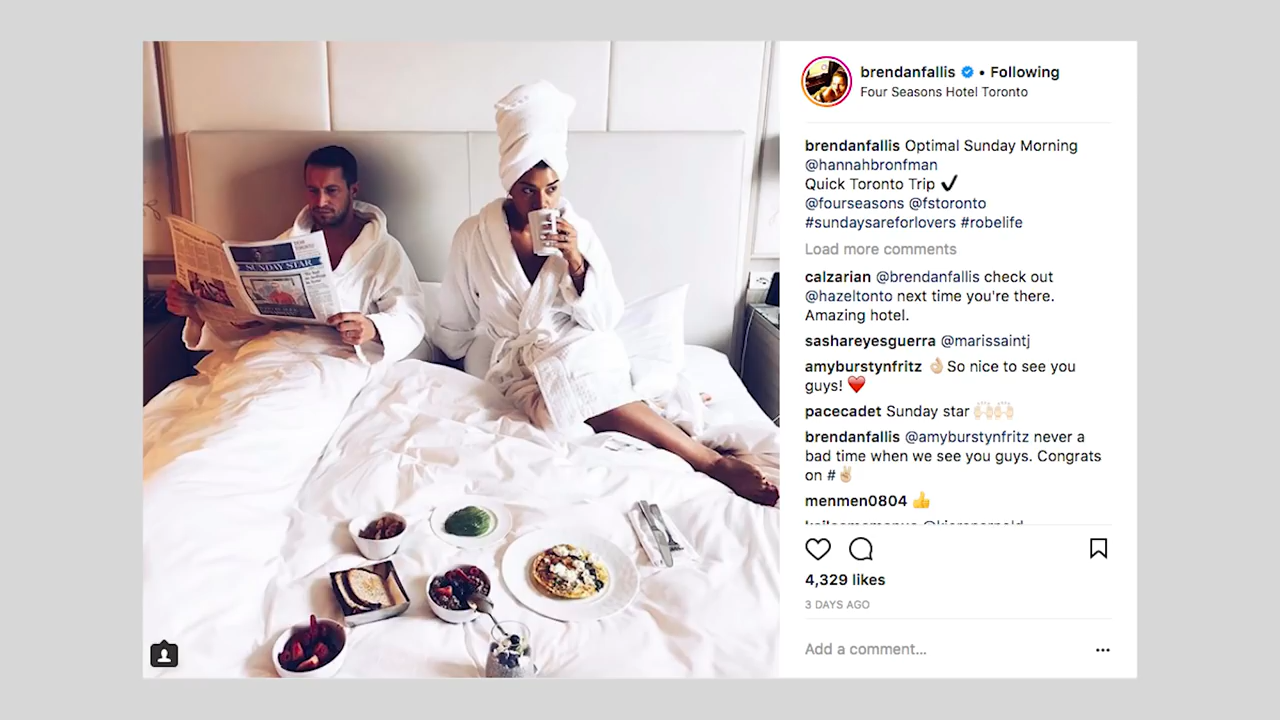 SUNDAY STAR
brendanfallis • Following
Four Seasons Hotel Toronto
brendanfallis Optimal Sunday Morning
@hannahbronfman
Quick Toronto Trip ✔
@fourseasons @fstoronto
#sundaysareforlovers #robelife
Load more comments
calzarian @brendanfallis check out
@hazeltonto next time you're there.
Amazing hotel.
sashareyesguerra @marissaintj
amyburstynfritz 👌🏼So nice to see you
guys! ❤️
pacecadet Sunday star 🙌🏻🙌🏻
brendanfallis @amyburstynfritz never a
bad time when we see you guys. Congrats
on #✌🏼
menmen0804 👍
4,329 likes
3 DAYS AGO
Add a comment...